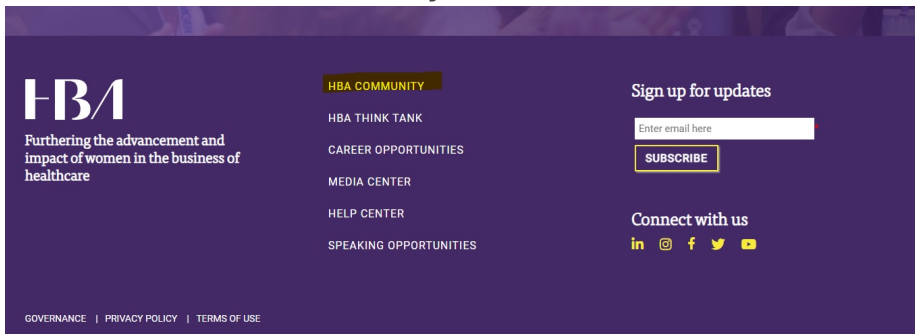 HBA
Furthering the advancement and
impact of women in the business of
healthcare
HBA COMMUNITY
HBA THINK TANK
CAREER OPPORTUNITIES
MEDIA CENTER
HELP CENTER
SPEAKING OPPORTUNITIES
Sign up for updates
Enter email here
*
SUBSCRIBE
Connect with us
in f
GOVERNANCE | PRIVACY POLICY | TERMS OF USE